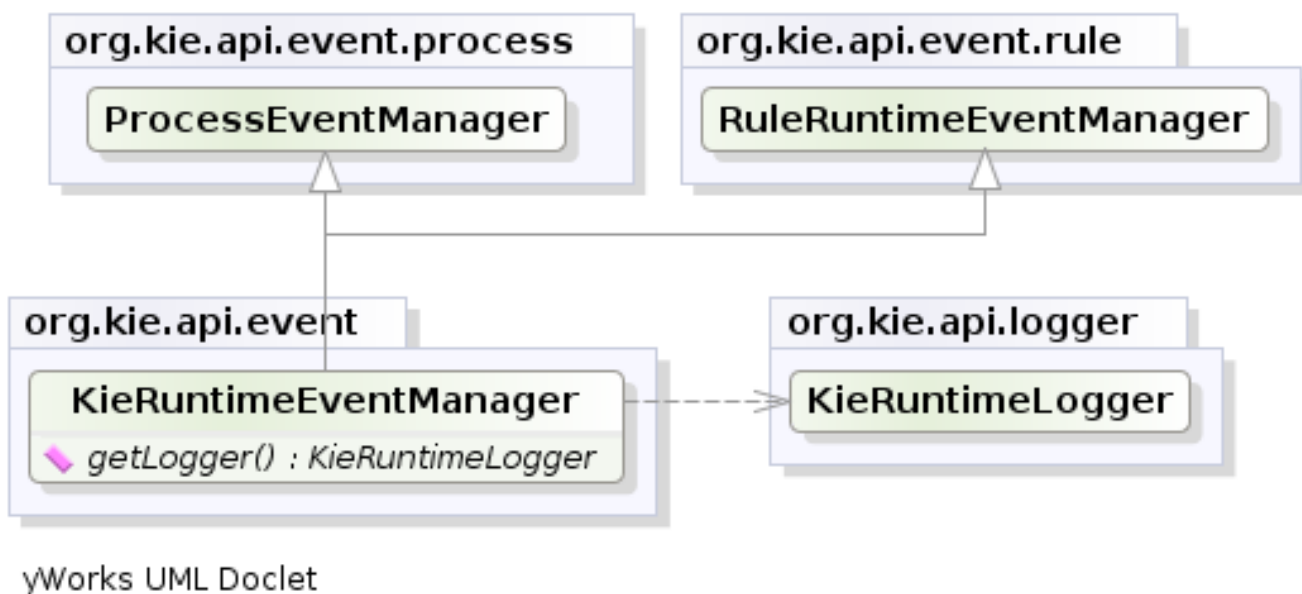 org.kie.api.event.process
ProcessEventManager
org.kie.api.event.rule
RuleRuntimeEventManager
org.kie.api.event
KieRuntimeEventManager
getLogger() : KieRuntimeLogger
org.kie.api.logger
KieRuntimeLogger
yWorks UML Doclet